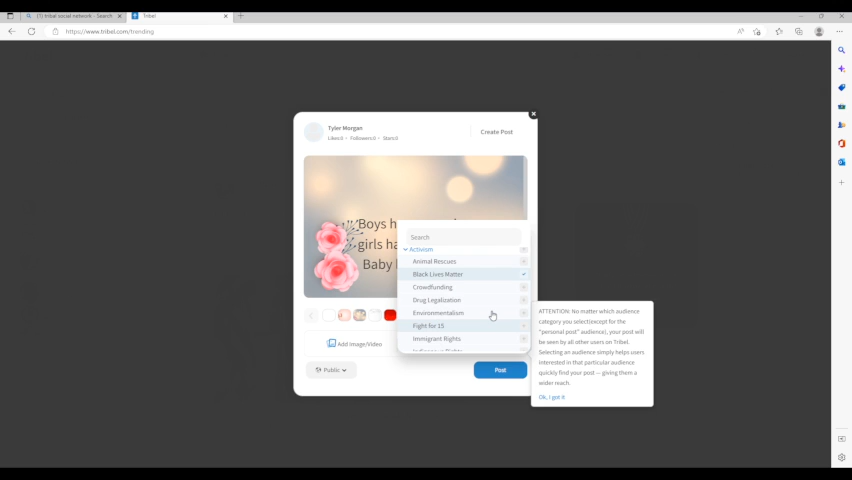 (1) tribal social network - Search
Tribel
https://www.tribel.com/trending
Tyler Morgan
Likes:0 • Followers:0 • Stars:0
Create Post
Boys h
girls ha
Baby
Search
Activism
Animal Rescues
Black Lives Matter
Crowdfunding
Drug Legalization
Environmentalism
Fight for 15
Immigrant Rights
Add Image/Video
Public
Post
ATTENTION: No matter which audience
category you select(except for the
"personal post" audience), your post will
be seen by all other users on Tribel.
Selecting an audience simply helps users
interested in that particular audience
quickly find your post -- giving them a
wider reach.
Ok, I got it